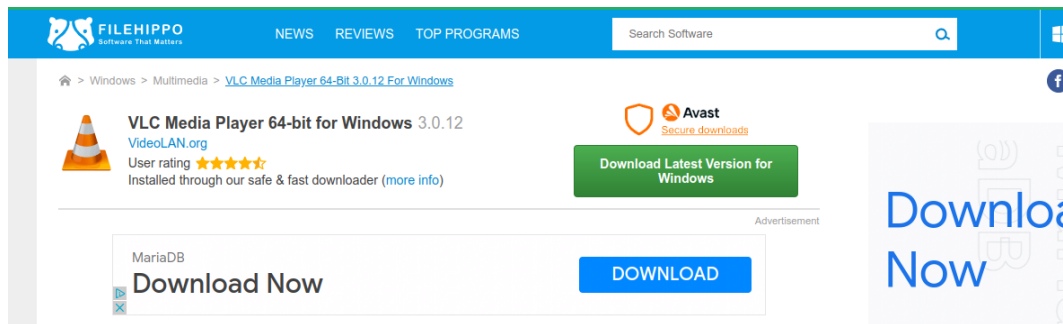 FILEHIPPO
Software That Matters
NEWS REVIEWS TOP PROGRAMS
Search Software
> Windows > Multimedia > VLC Media Player 64-Bit 3.0.12 For Windows
VLC Media Player 64-bit for Windows 3.0.12
VideoLAN.org
User rating
Installed through our safe & fast downloader (more info)
Avast
Secure downloads
Download Latest Version for
Windows
Advertisement
MariaDB
Download Now
DOWNLOAD
Downloa
Now